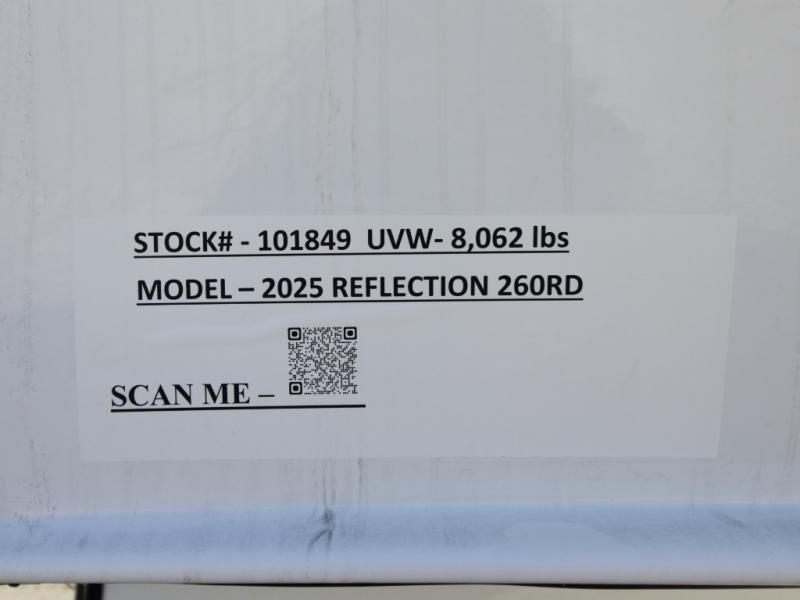 STOCK# - 101849 UVW- 8,062 lbs
MODEL – 2025 REFLECTION 260RD
SCAN ME –